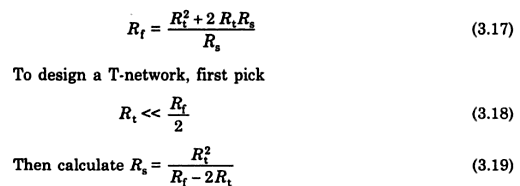 R_f = (R_t^2 + 2 R_t R_s) / R_s (3.17)
To design a T-network, first pick
R_t << R_f / 2 (3.18)
Then calculate R_s = R_t^2 / (R_f − 2R_t) (3.19)